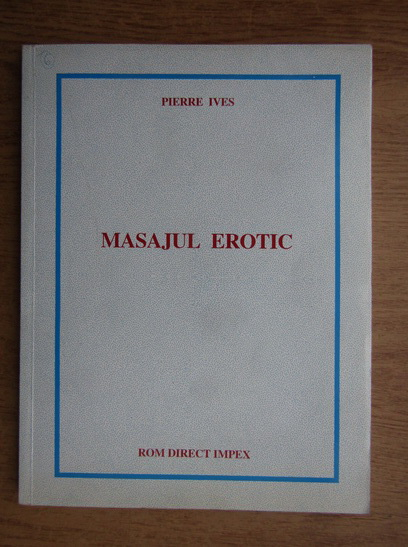 PIERRE IVES
MASAJUL EROTIC
ROM DIRECT IMPEX